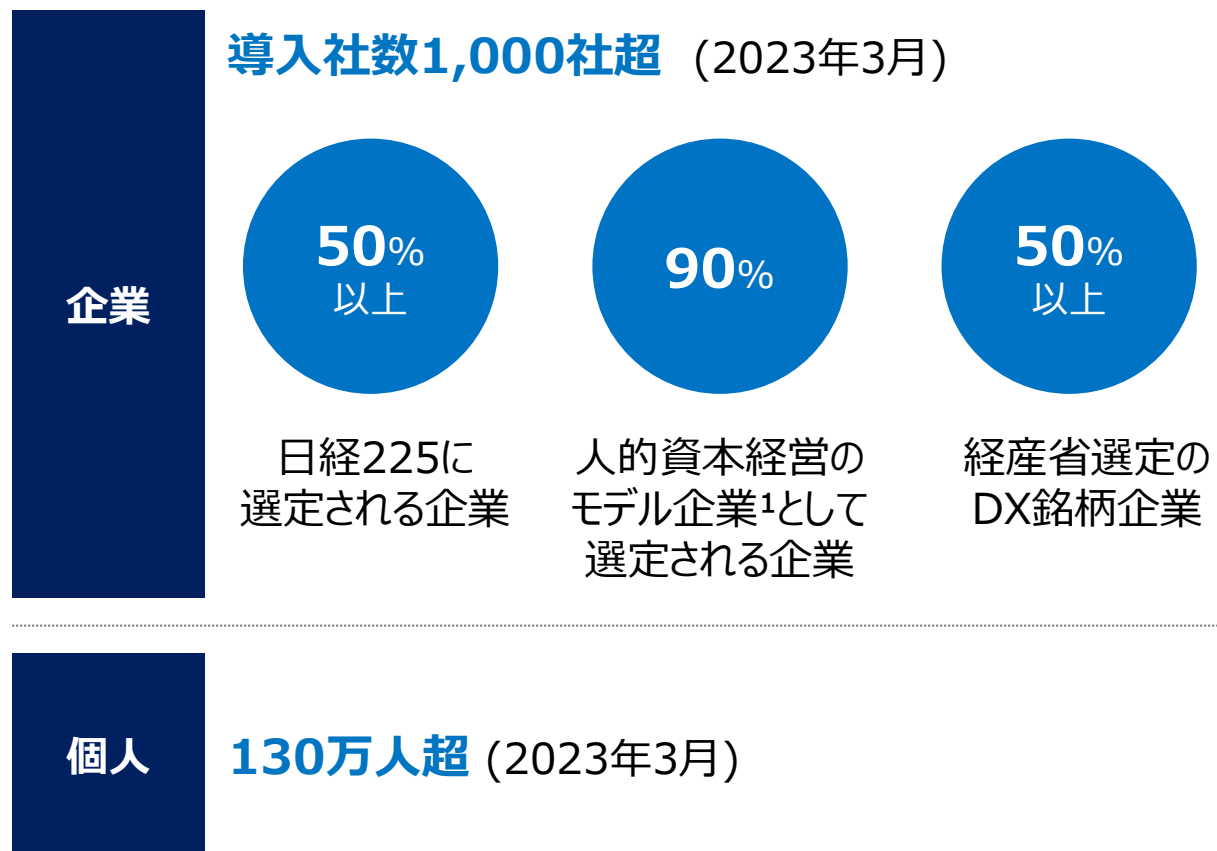 企業
導入社数1,000社超 (2023年3月)
50%
以上
日経225に
選定される企業
90%
人的資本経営の
モデル企業¹として
選定される企業
50%
以上
経産省選定の
DX銘柄企業
個人
130万人超 (2023年3月)